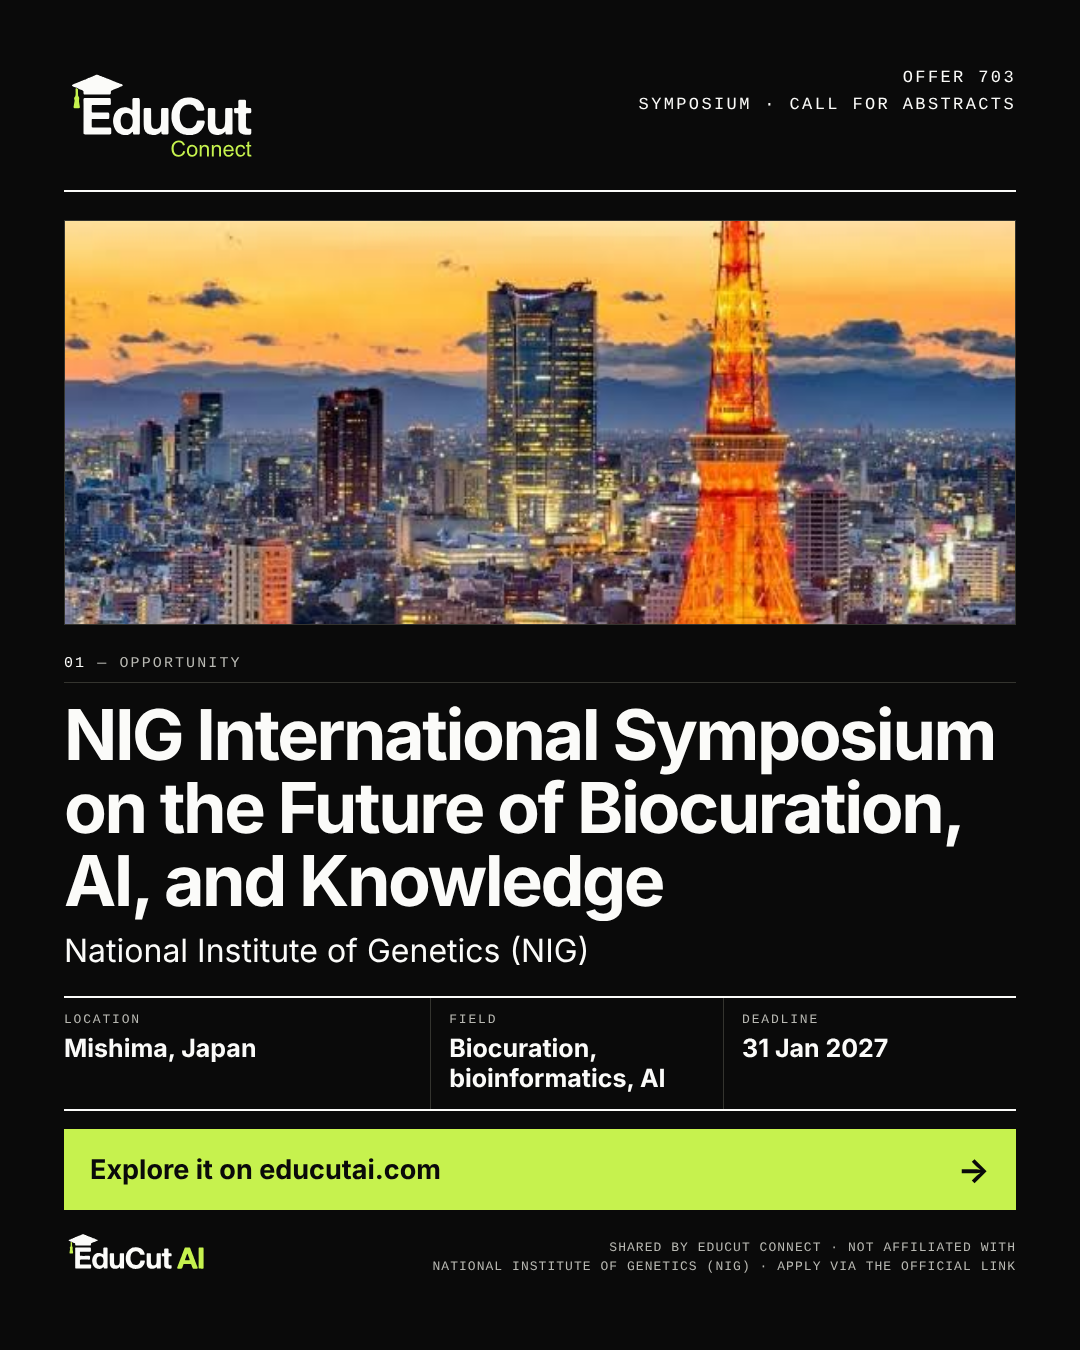 EduCut
Connect
OFFER 703
SYMPOSIUM · CALL FOR ABSTRACTS
01 — OPPORTUNITY
NIG International Symposium
on the Future of Biocuration,
AI, and Knowledge
National Institute of Genetics (NIG)
LOCATION
Mishima, Japan
FIELD
Biocuration,
bioinformatics, AI
DEADLINE
31 Jan 2027
Explore it on educutai.com →
EduCut AI
SHARED BY EDUCUT CONNECT · NOT AFFILIATED WITH
NATIONAL INSTITUTE OF GENETICS (NIG) · APPLY VIA THE OFFICIAL LINK